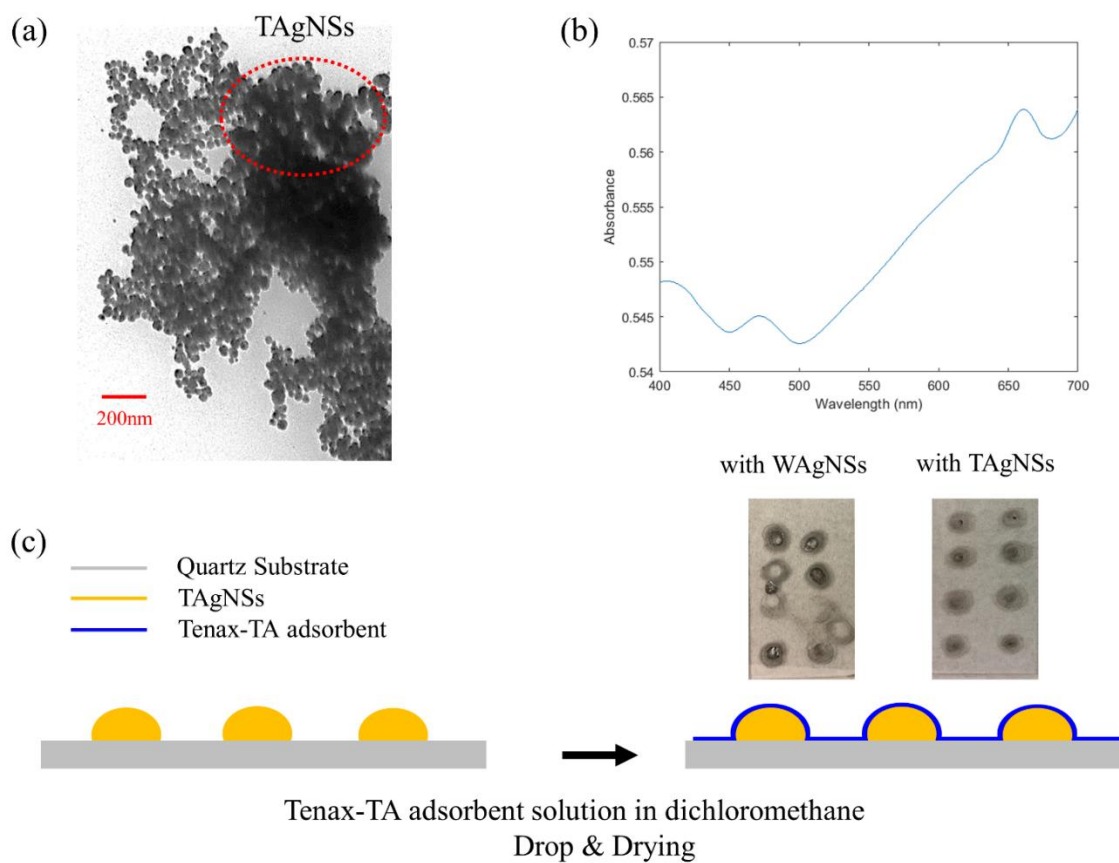 (a)
TAgNSs
200nm
(b)
0.57
0.565
0.56
0.555
0.55
0.545
0.54
Absorbance
400
450
500
550
600
650
700
Wavelength (nm)
(c)
Quartz Substrate
TAgNSs
Tenax-TA adsorbent
with WAgNSs
with TAgNSs
Tenax-TA adsorbent solution in dichloromethane
Drop & Drying